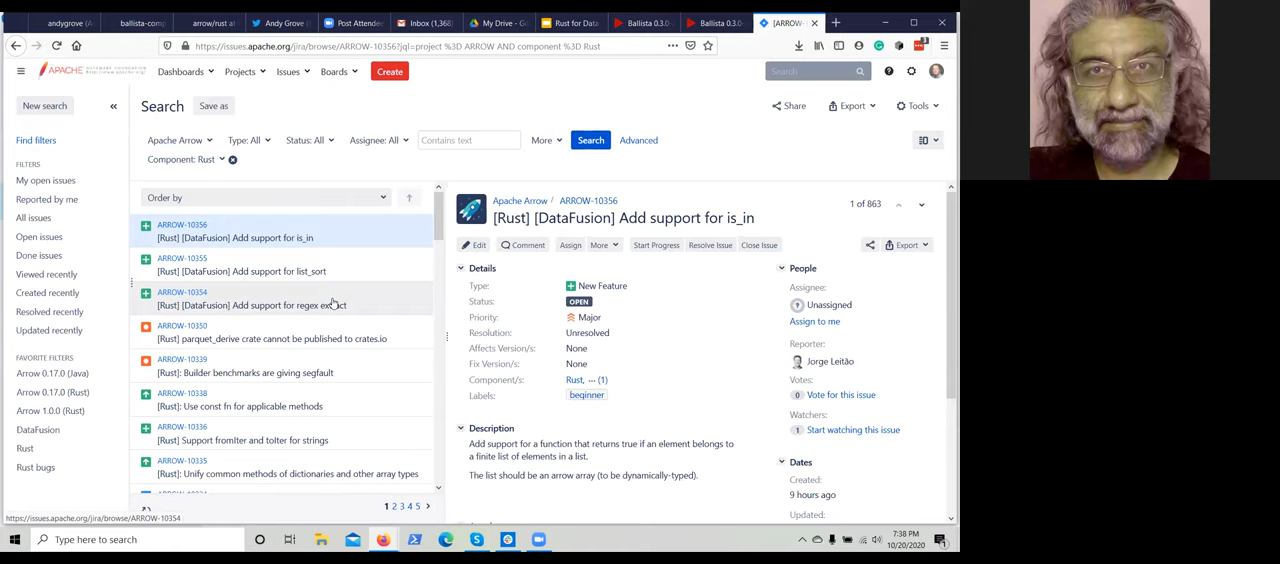 andygrove (A
ballista-comp
arrow/rust at
Andy Grove (
Post Attende
Inbox (1,368)
My Drive - G
Rust for Data
Ballista 0.3.0
Ballista 0.3.0
[ARROW-1
https://issues.apache.org/jira/browse/ARROW-10356?jql=project %3D ARROW AND component %3D Rust
APACHE
Dashboards Projects Issues Boards Create
Search
New search
Search Save as
Share Export Tools
Find filters
Apache Arrow Type: All Status: All Assignee: All Contains text More Search Advanced
Component: Rust
FILTERS
My open issues
Reported by me
All issues
Open issues
Done issues
Viewed recently
Created recently
Resolved recently
Updated recently
FAVORITE FILTERS
Arrow 0.17.0 (Java)
Arrow 0.17.0 (Rust)
Arrow 1.0.0 (Rust)
DataFusion
Rust
Rust bugs
Order by
ARROW-10356
[Rust] [DataFusion] Add support for is_in
ARROW-10355
[Rust] [DataFusion] Add support for list_sort
ARROW-10354
[Rust] [DataFusion] Add support for regex extract
ARROW-10350
[Rust] parquet_derive crate cannot be published to crates.io
ARROW-10339
[Rust]: Builder benchmarks are giving segfault
ARROW-10338
[Rust]: Use const fn for applicable methods
ARROW-10336
[Rust] Support fromIter and toIter for strings
ARROW-10335
[Rust]: Unify common methods of dictionaries and other array types
1 2 3 4 5
Apache Arrow / ARROW-10356
[Rust] [DataFusion] Add support for is_in
1 of 863
Edit Comment Assign More Start Progress Resolve Issue Close Issue Export
Details
Type: New Feature
Status: OPEN
Priority: Major
Resolution: Unresolved
Affects Version/s: None
Fix Version/s: None
Component/s: Rust, ... (1)
Labels: beginner
Description
Add support for a function that returns true if an element belongs to
a finite list of elements in a list.
The list should be an arrow array (to be dynamically-typed).
People
Assignee:
Unassigned
Assign to me
Reporter:
Jorge Leitão
Votes:
0 Vote for this issue
Watchers:
1 Start watching this issue
Dates
Created:
9 hours ago
Updated:
https://issues.apache.org/jira/browse/ARROW-10354
Type here to search
7:38 PM
10/20/2020